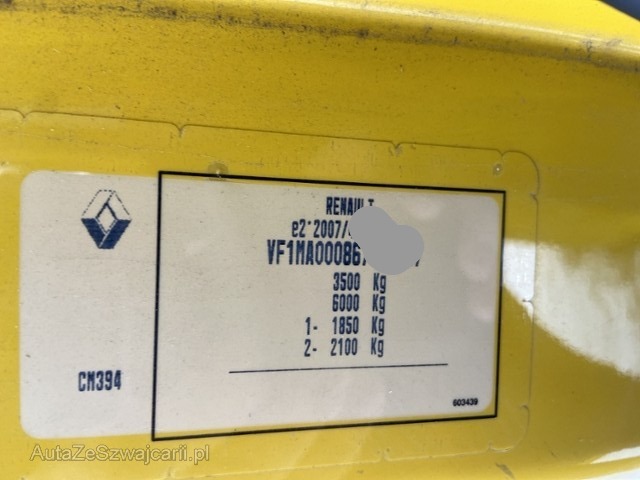 RENAULT
e2*2007/
VF1MA00086
3500 Kg
6000 Kg
1- 1850 Kg
2- 2100 Kg
CM394
603439
AutaZeSzwajcarii.pl